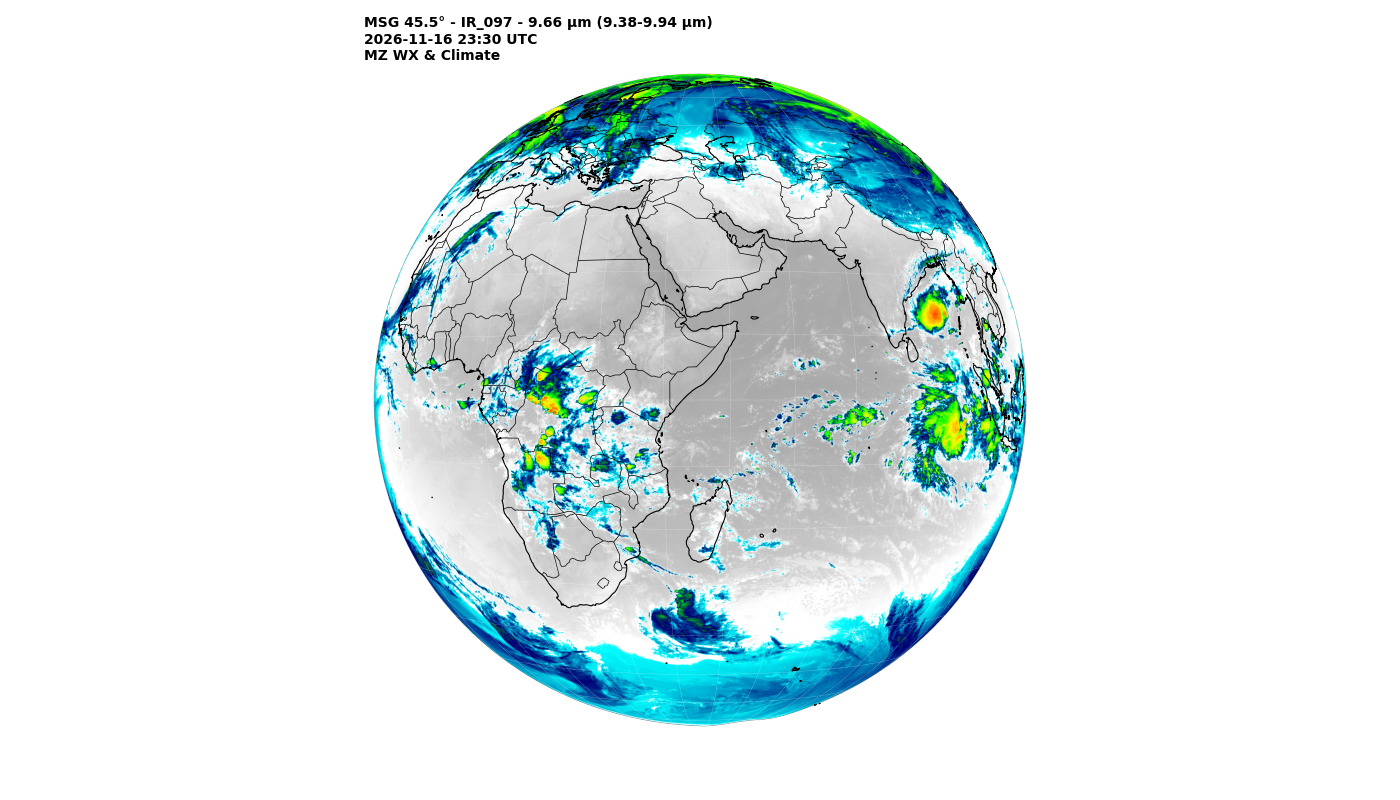 MSG 45.5° - IR_097 - 9.66 µm (9.38-9.94 µm)
2026-11-16 23:30 UTC
MZ WX & Climate